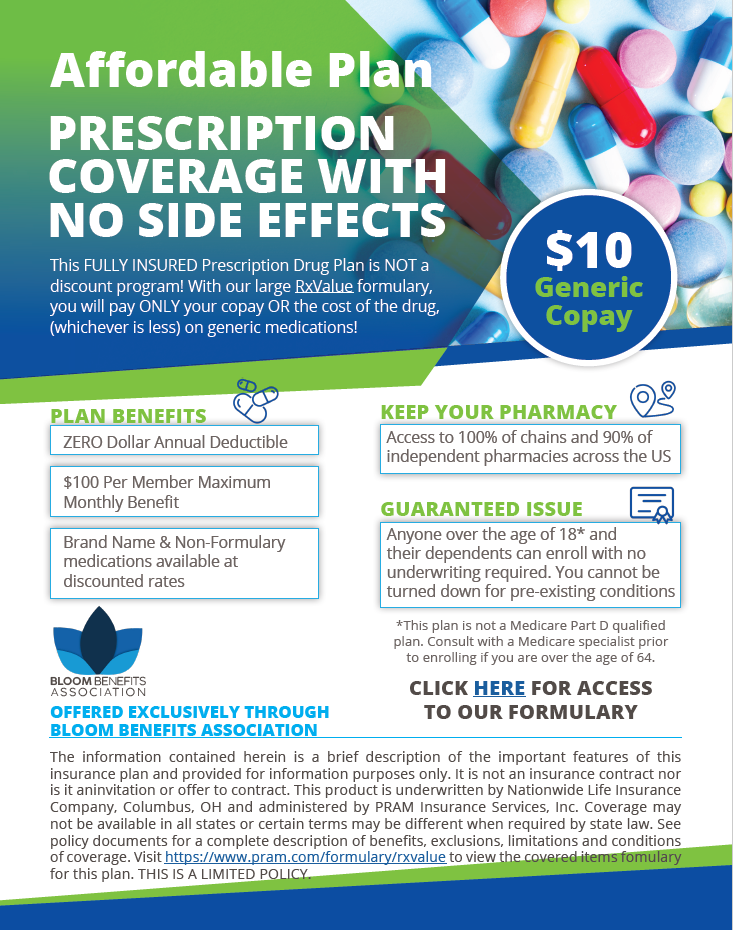 Affordable Plan
PRESCRIPTION
COVERAGE WITH
NO SIDE EFFECTS
This FULLY INSURED Prescription Drug Plan is NOT a
discount program! With our large RxValue formulary,
you will pay ONLY your copay OR the cost of the drug,
(whichever is less) on generic medications!
$10
Generic
Copay
PLAN BENEFITS
ZERO Dollar Annual Deductible
$100 Per Member Maximum
Monthly Benefit
Brand Name & Non-Formulary
medications available at
discounted rates
KEEP YOUR PHARMACY
Access to 100% of chains and 90% of
independent pharmacies across the US
GUARANTEED ISSUE
Anyone over the age of 18* and
their dependents can enroll with no
underwriting required. You cannot be
turned down for pre-existing conditions
*This plan is not a Medicare Part D qualified
plan. Consult with a Medicare specialist prior
to enrolling if you are over the age of 64.
CLICK HERE FOR ACCESS
TO OUR FORMULARY
BLOOM BENEFITS
ASSOCIATION
OFFERED EXCLUSIVELY THROUGH
BLOOM BENEFITS ASSOCIATION
The information contained herein is a brief description of the important features of this
insurance plan and provided for information purposes only. It is not an insurance contract nor
is it aninvitation or offer to contract. This product is underwritten by Nationwide Life Insurance
Company, Columbus, OH and administered by PRAM Insurance Services, Inc. Coverage may
not be available in all states or certain terms may be different when required by state law. See
policy documents for a complete description of benefits, exclusions, limitations and conditions
of coverage. Visit https://www.pram.com/formulary/rxvalue to view the covered items fomulary
for this plan. THIS IS A LIMITED POLICY.